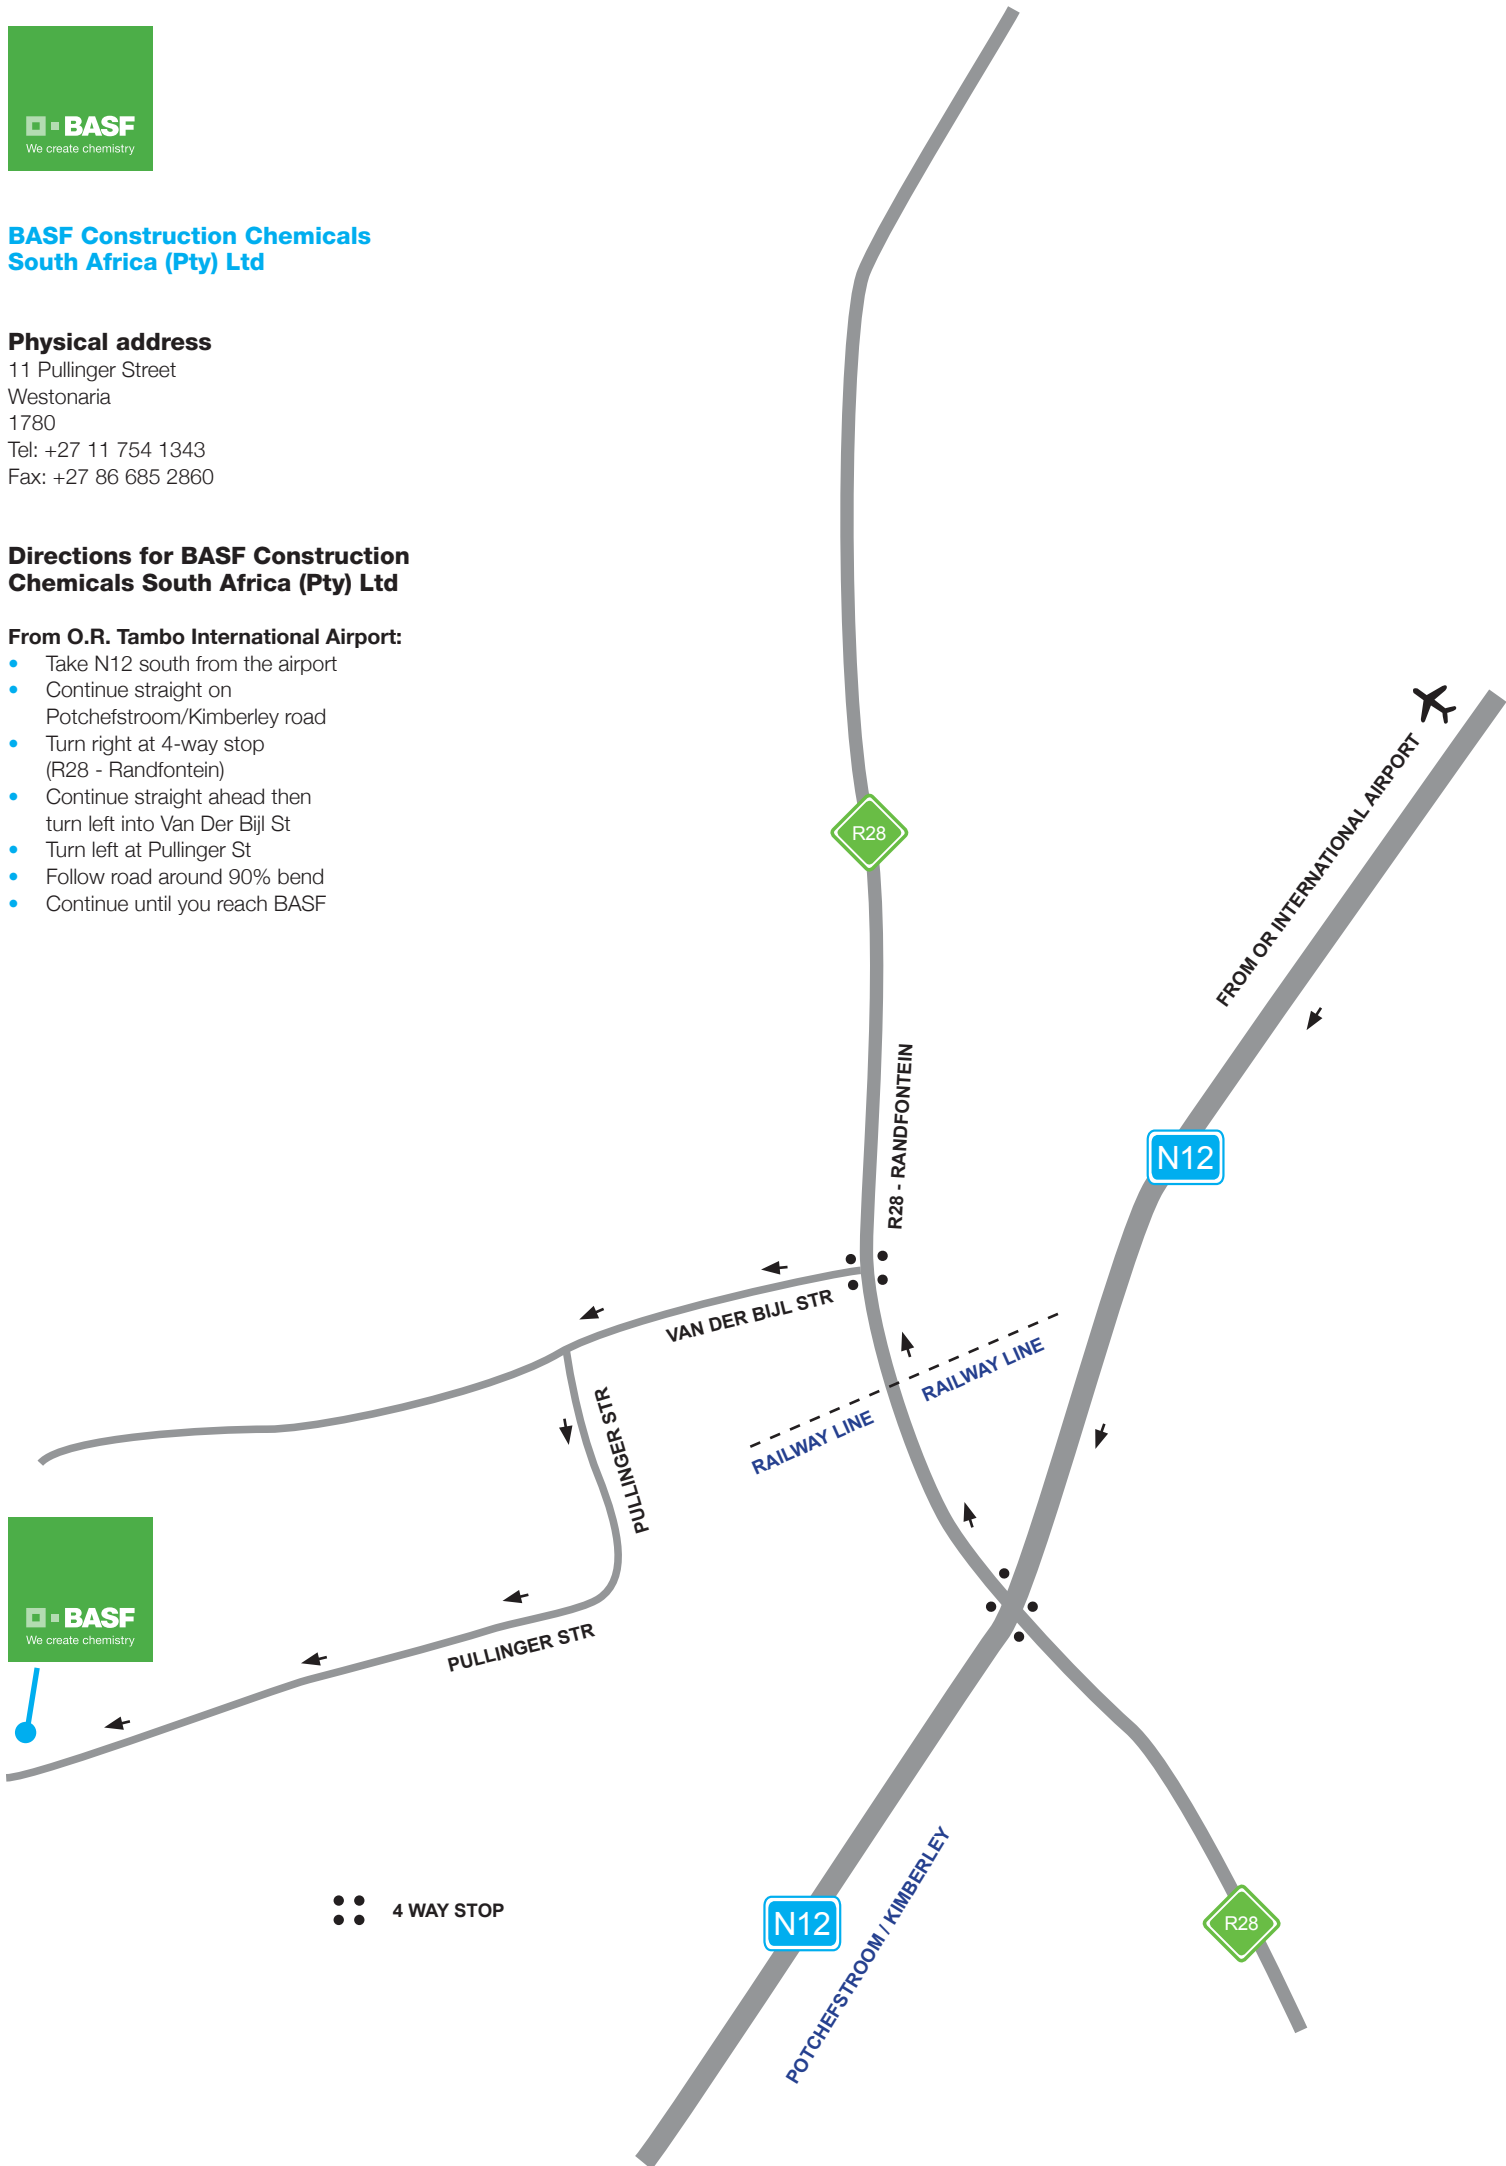 BASF
We create chemistry
BASF Construction Chemicals
South Africa (Pty) Ltd
Physical address
11 Pullinger Street
Westonaria
1780
Tel: +27 11 754 1343
Fax: +27 86 685 2860
Directions for BASF Construction
Chemicals South Africa (Pty) Ltd
From O.R. Tambo International Airport:
• Take N12 south from the airport
• Continue straight on
Potchefstroom/Kimberley road
• Turn right at 4-way stop
(R28 - Randfontein)
• Continue straight ahead then
turn left into Van Der Bijl St
• Turn left at Pullinger St
• Follow road around 90% bend
• Continue until you reach BASF
R28
FROM OR INTERNATIONAL AIRPORT
R28 - RANDFONTEIN
N12
VAN DER BIJL STR
RAILWAY LINE
RAILWAY LINE
PULLINGER STR
BASF
We create chemistry
PULLINGER STR
4 WAY STOP
N12
POTCHEFSTROOM / KIMBERLEY
R28